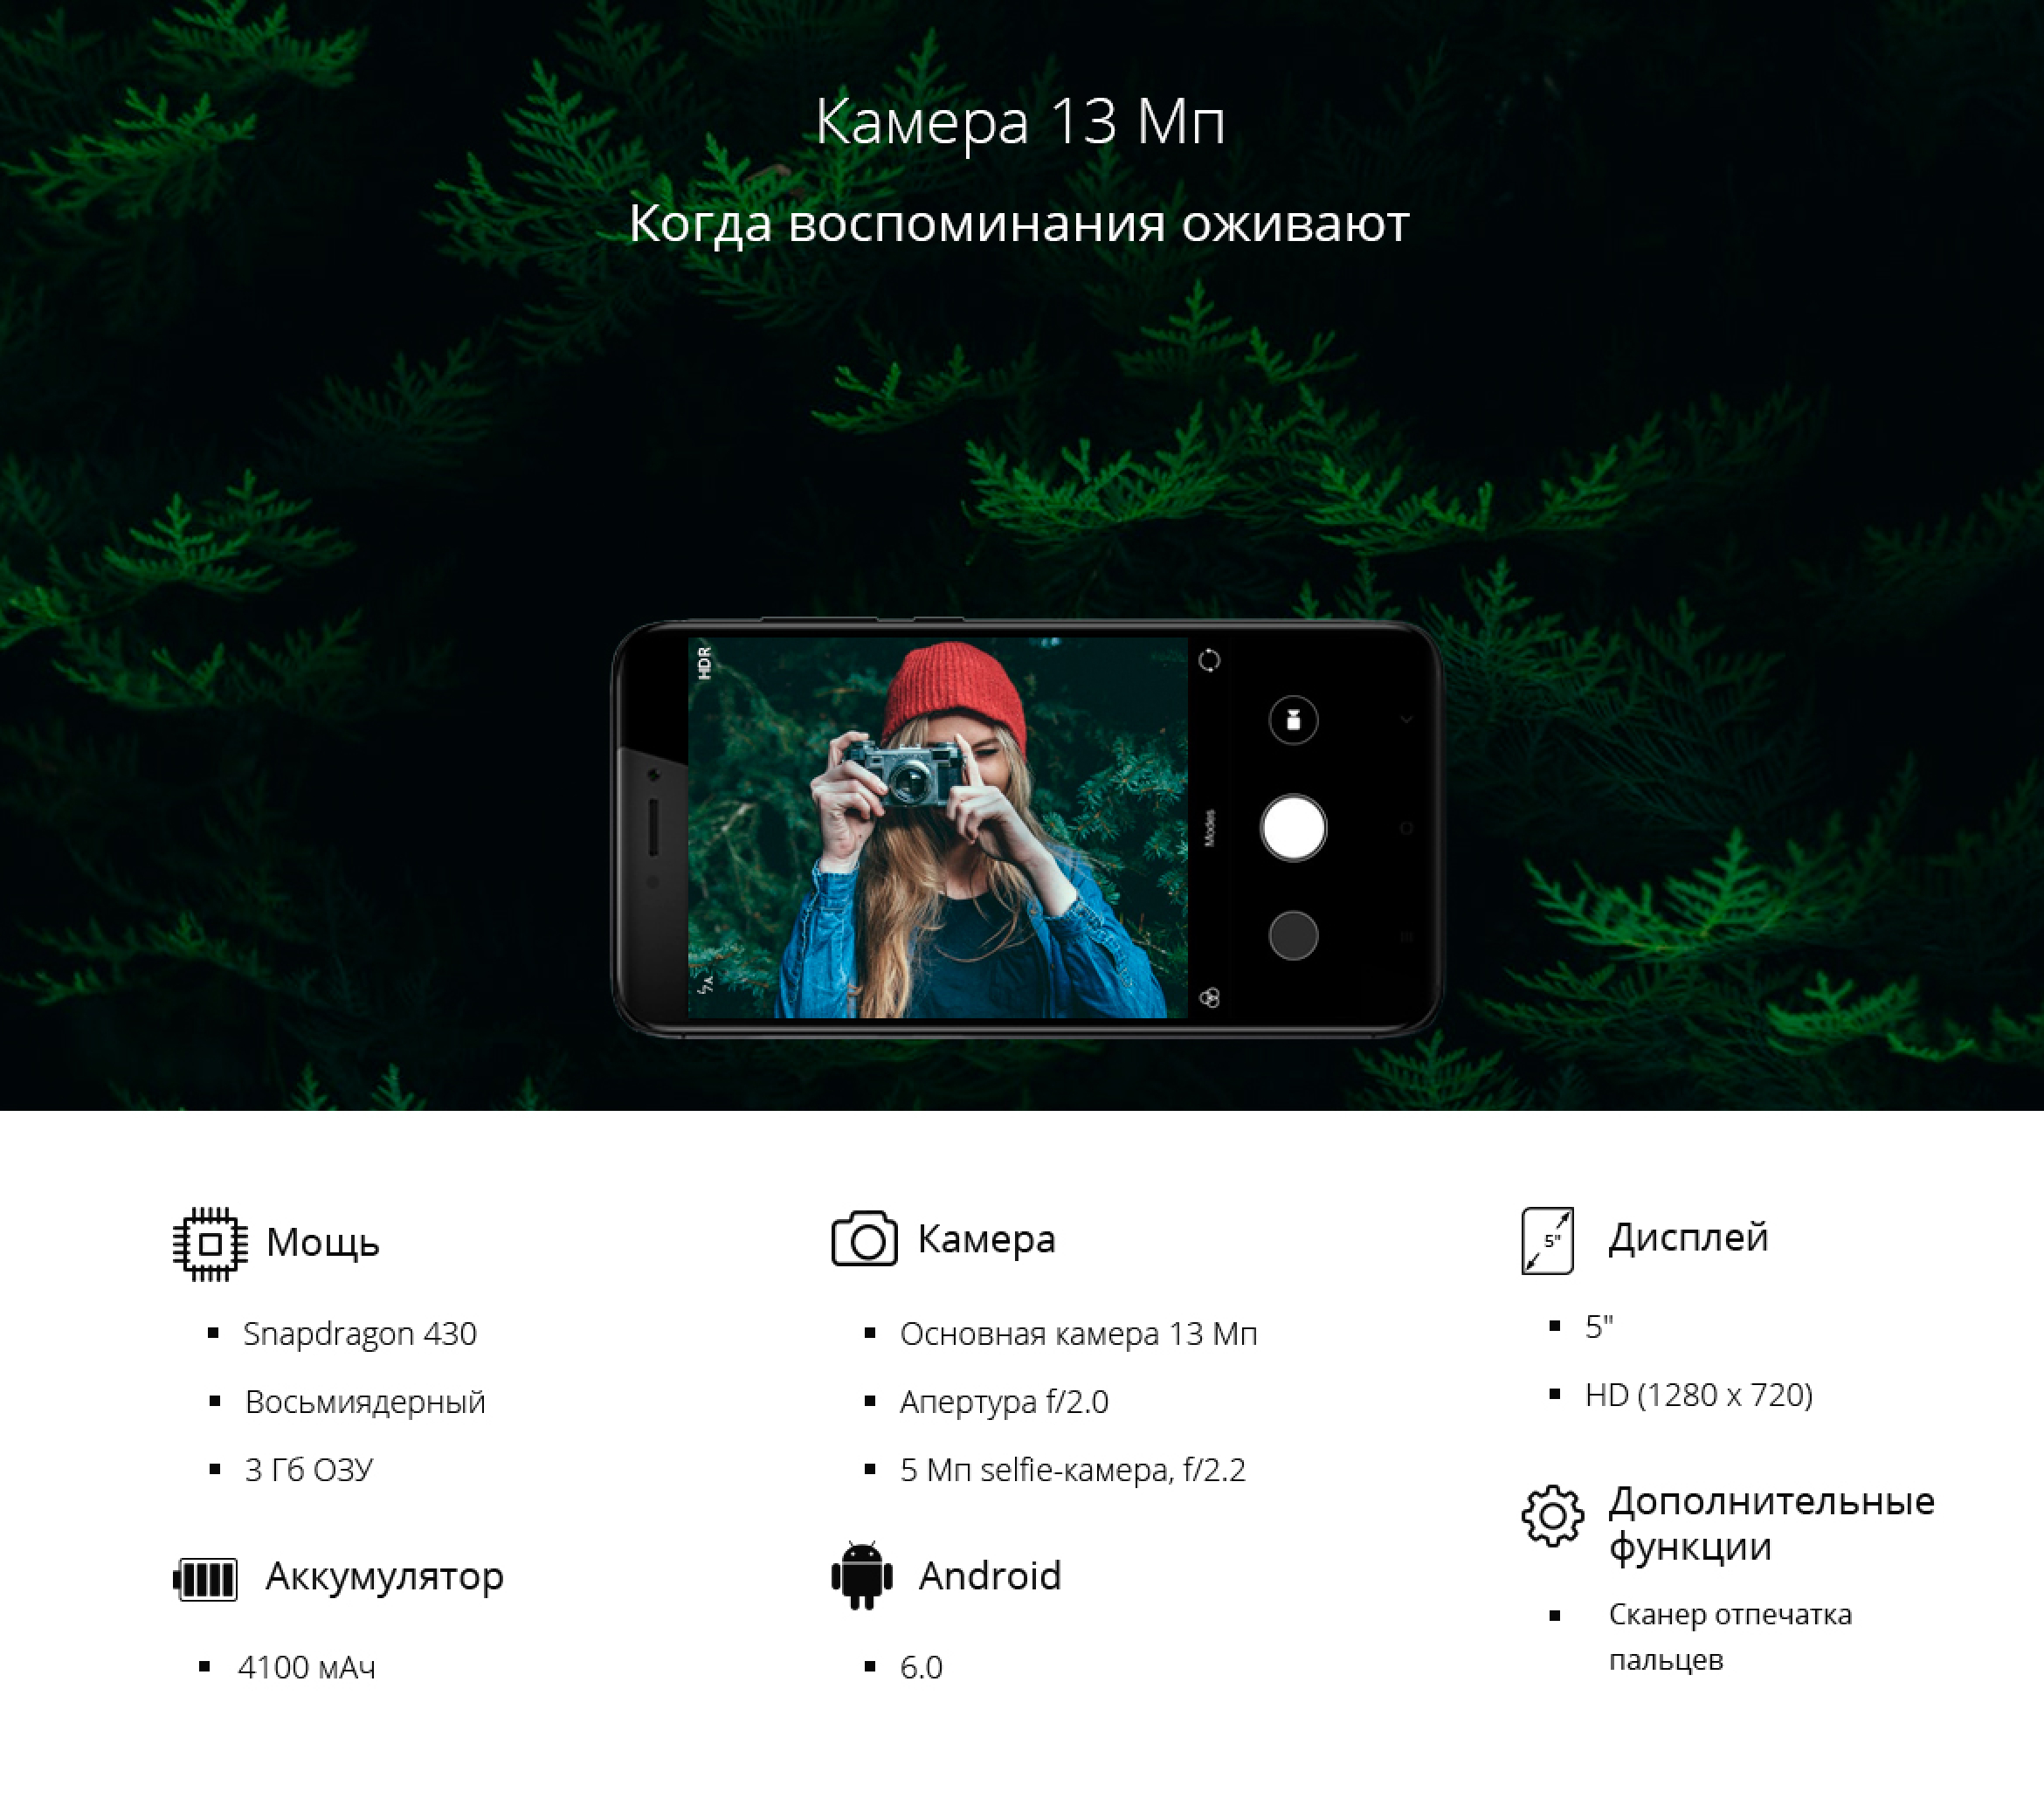 Камера 13 Мп
Когда воспоминания оживают
HDR
Modes
Мощь
Snapdragon 430
Восьмиядерный
3 Гб ОЗУ
Аккумулятор
4100 мАч
Камера
Основная камера 13 Мп
Апертура f/2.0
5 Мп selfie-камера, f/2.2
Android
6.0
5"
Дисплей
5"
HD (1280 x 720)
Дополнительные
функции
Сканер отпечатка
пальцев